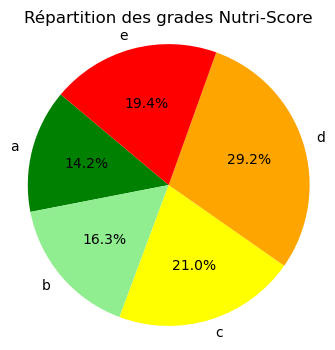 Répartition des grades Nutri-Score
e
19.4%
a
14.2%
29.2%
d
16.3%
b
21.0%
c